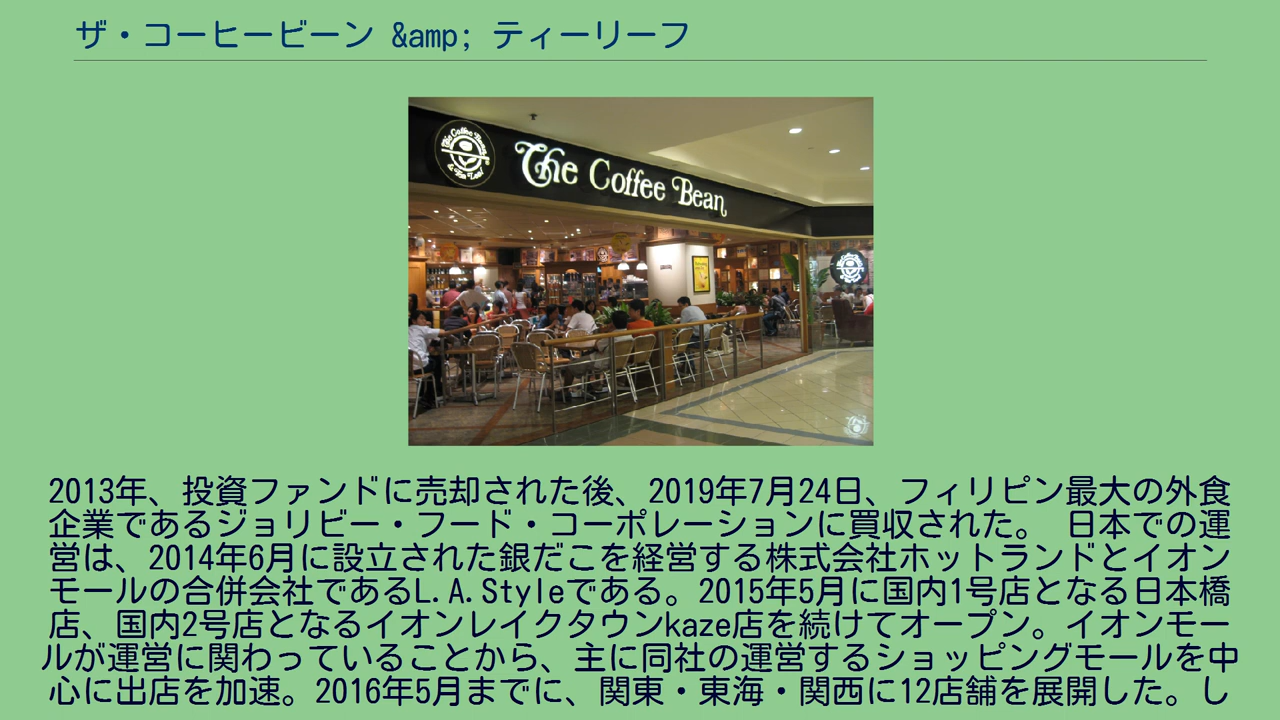 ザ・コーヒービーン &amp; ティーリーフ
The Coffee Bean
2013年、投資ファンドに売却された後、2019年7月24日、フィリピン最大の外食
企業であるジョリビー・フード・コーポレーションに買収された。 日本での運
営は、2014年6月に設立された銀だこを経営する株式会社ホットランドとイオン
モールの合併会社であるL.A.Styleである。2015年5月に国内1号店となる日本橋
店、国内2号店となるイオンレイクタウンkaze店を続けてオープン。イオンモー
ルが運営に関わっていることから、主に同社の運営するショッピングモールを中
心に出店を加速。2016年5月までに、関東・東海・関西に12店舗を展開した。し